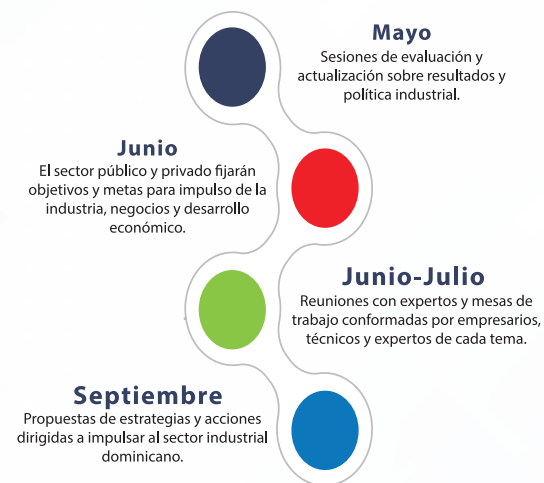 Mayo
Sesiones de evaluación y
actualización sobre resultados y
política industrial.
Junio
El sector público y privado fijarán
objetivos y metas para impulso de la
industria, negocios y desarrollo
económico.
Junio-Julio
Reuniones con expertos y mesas de
trabajo conformadas por empresarios,
técnicos y expertos de cada tema.
Septiembre
Propuestas de estrategias y acciones
dirigidas a impulsar al sector industrial
dominicano.